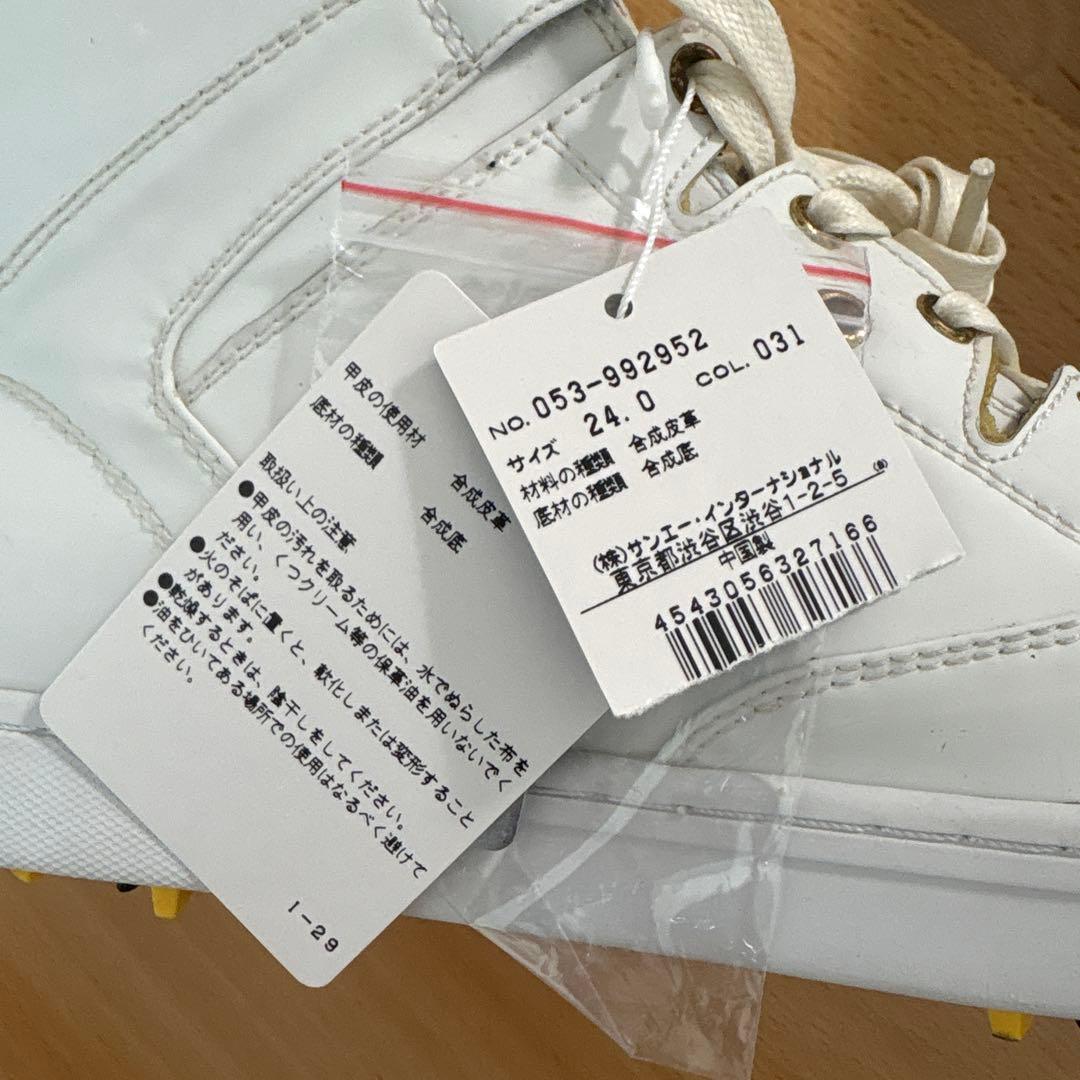 甲皮の使用材 合成皮革
底材の種類 合成底
取扱い上の注意
●甲皮の汚れを取るためには、水でぬらした布を
用い、くつクリーム等の保革油を用いないでく
ださい。
●火のそばに置くと、軟化しまたは変形すること
があります。
●乾燥するときは、陰干しをしてください。
●油をひいてある場所での使用はなるべく避けて
ください。
1-29
NO. 053-992952
サイズ 24.0 COL. 031
材料の種類 合成皮革
底材の種類 合成底
(株)サンエー・インターナショナル
東京都渋谷区渋谷1-2-5
中国製
4543056327166